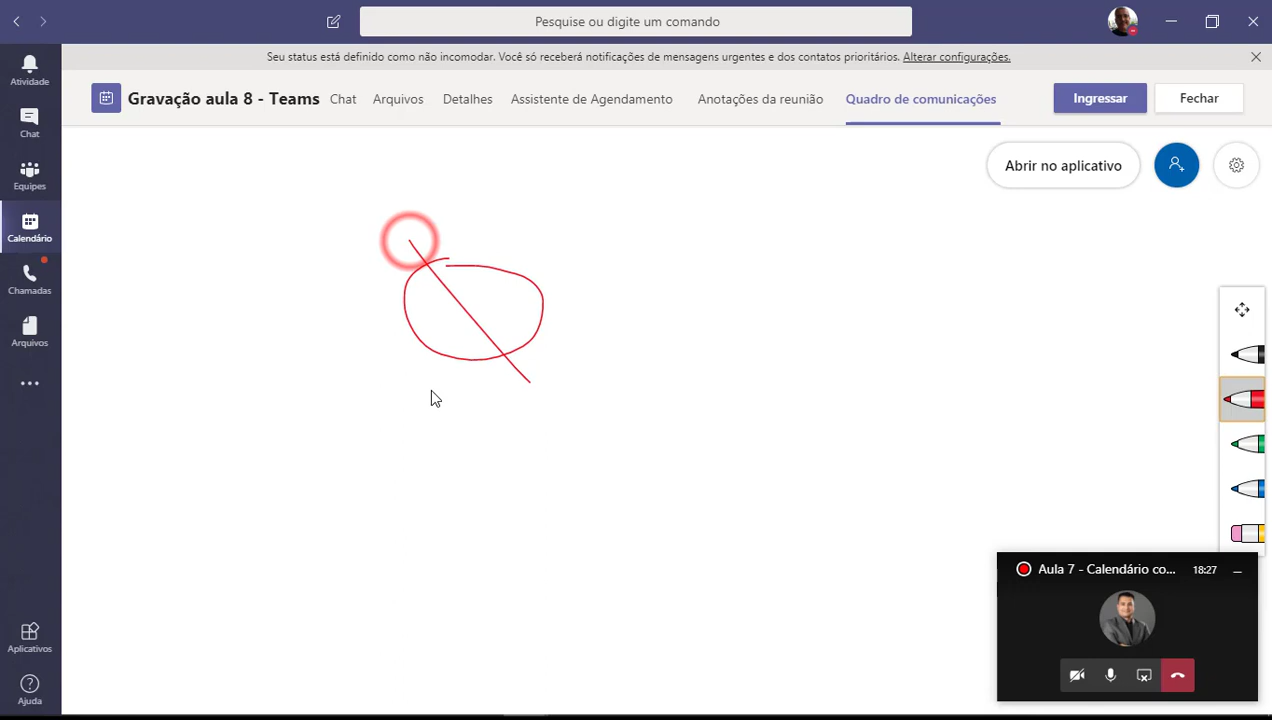 Pesquise ou digite um comando
Seu status está definido como não incomodar. Você só receberá notificações de mensagens urgentes e dos contatos prioritários. Alterar configurações.
Gravação aula 8 - Teams Chat Arquivos Detalhes Assistente de Agendamento Anotações da reunião Quadro de comunicações Ingressar Fechar
Abrir no aplicativo
Atividade
Chat
Equipes
Calendário
Chamadas
Arquivos
Aplicativos
Ajuda
Aula 7 - Calendário co... 18:27